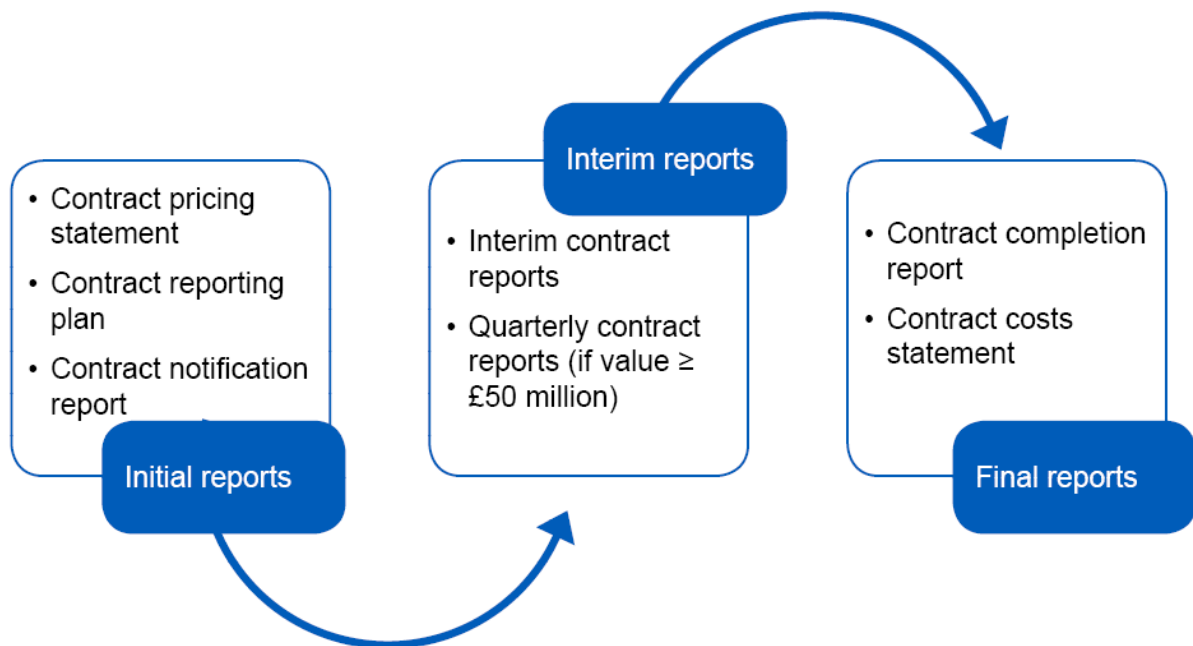 • Contract pricing
statement
• Contract reporting
plan
• Contract notification
report
Initial reports
Interim reports
• Interim contract
reports
• Quarterly contract
reports (if value ≥
£50 million)
• Contract completion
report
• Contract costs
statement
Final reports